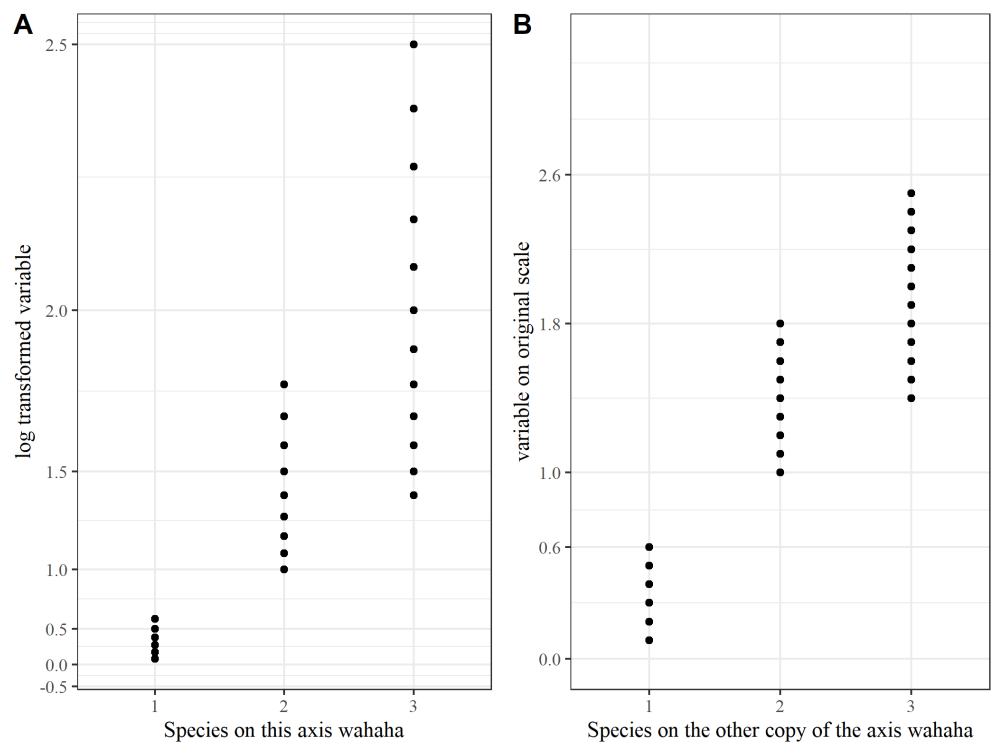 A
log transformed variable
2.5
2.0
1.5
1.0
0.5
0.0
-0.5
1 2 3
Species on this axis wahaha
B
variable on original scale
2.6
1.8
1.0
0.6
0.0
1 2 3
Species on the other copy of the axis wahaha